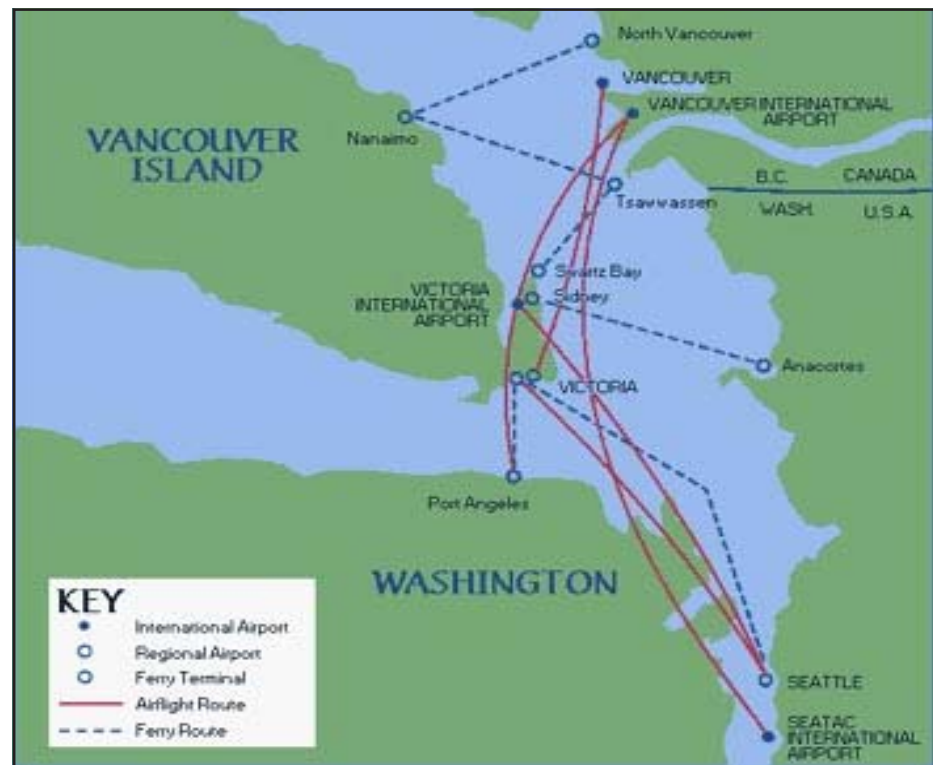 North Vancouver
VANCOUVER
VANCOUVER INTERNATIONAL
AIRPORT
Nanaimo
VANCOUVER
ISLAND
B.C. CANADA
Tsawwassen
WASH. U.S.A.
Swartz Bay
Sidney
VICTORIA
INTERNATIONAL
AIRPORT
Anacortes
VICTORIA
Port Angeles
WASHINGTON
KEY
International Airport
Regional Airport
Ferry Terminal
Airflight Route
Ferry Route
SEATTLE
SEATAC
INTERNATIONAL
AIRPORT